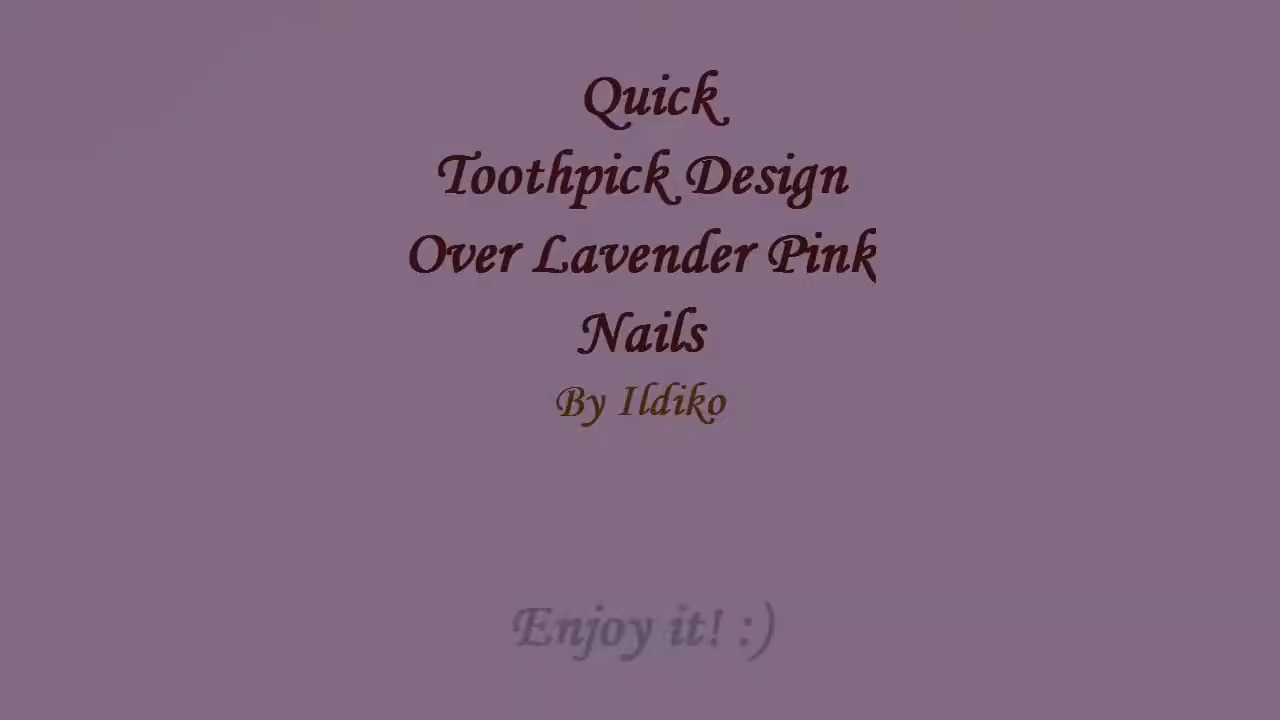 Quick
Toothpick Design
Over Lavender Pink
Nails
By Ildiko
Enjoy it! :)